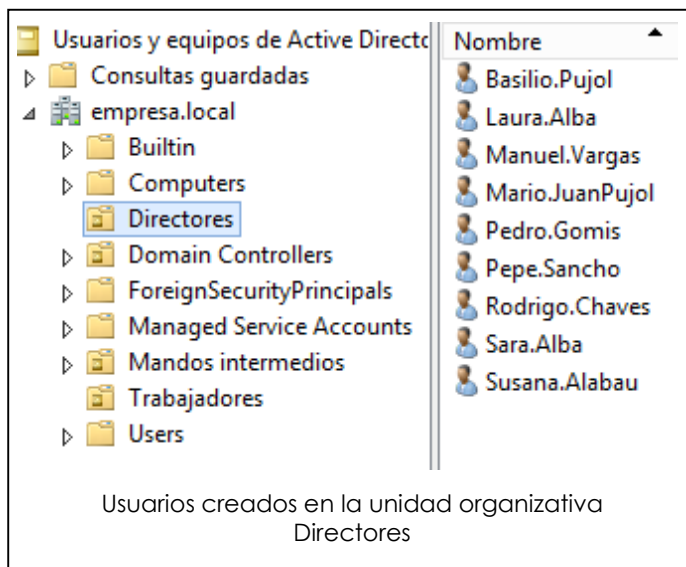 Usuarios y equipos de Active Directc
Consultas guardadas
empresa.local
Builtin
Computers
Directores
Domain Controllers
ForeignSecurityPrincipals
Managed Service Accounts
Mandos intermedios
Trabajadores
Users
Nombre
Basilio.Pujol
Laura.Alba
Manuel.Vargas
Mario.JuanPujol
Pedro.Gomis
Pepe.Sancho
Rodrigo.Chaves
Sara.Alba
Susana.Alabau
Usuarios creados en la unidad organizativa
Directores